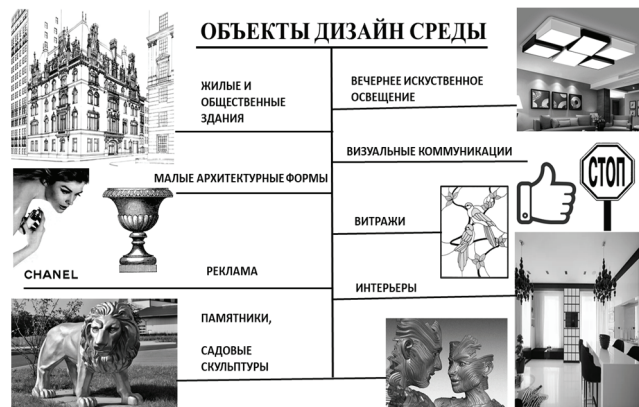 ОБЪЕКТЫ ДИЗАЙН СРЕДЫ
ЖИЛЫЕ И
ОБЩЕСТВЕННЫЕ
ЗДАНИЯ
ВЕЧЕРНЕЕ ИСКУСТВЕННОЕ
ОСВЕЩЕНИЕ
МАЛЫЕ АРХИТЕКТУРНЫЕ ФОРМЫ
ВИЗУАЛЬНЫЕ КОММУНИКАЦИИ
СТОП
CHANEL
РЕКЛАМА
ВИТРАЖИ
ИНТЕРЬЕРЫ
ПАМЯТНИКИ,
САДОВЫЕ
СКУЛЬПТУРЫ